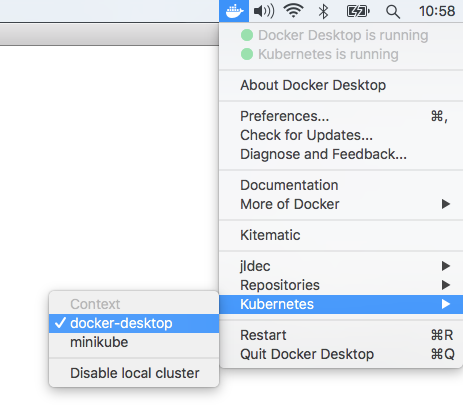 10:58
Docker Desktop is running
Kubernetes is running
About Docker Desktop
Preferences... ⌘,
Check for Updates...
Diagnose and Feedback...
Documentation
More of Docker
Kitematic
jldec
Repositories
Kubernetes
Context
✓ docker-desktop
minikube
Disable local cluster
Restart ⌘R
Quit Docker Desktop ⌘Q